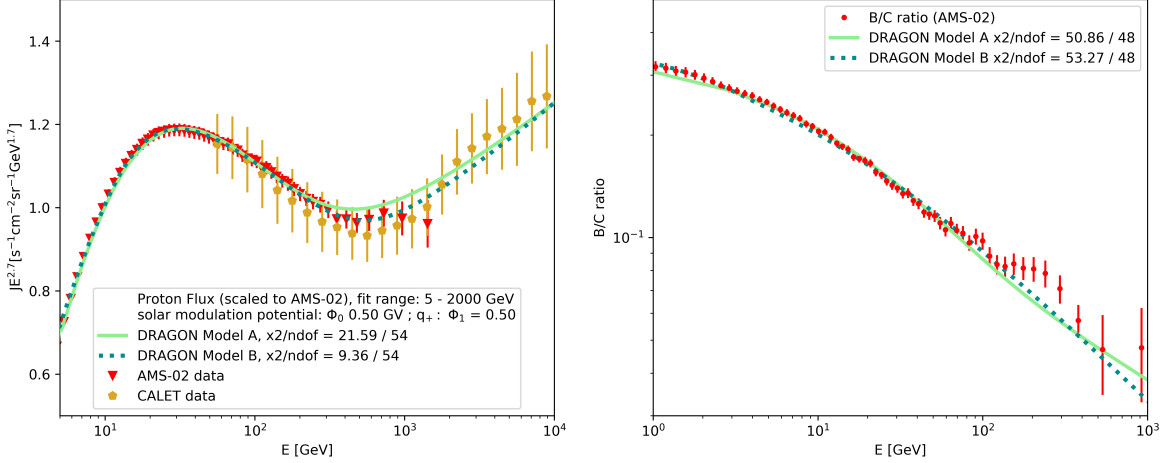 1.4
1.2
1.0
0.8
0.6
JE^2.7[s^−1cm^−2sr^−1GeV^1.7]
Proton Flux (scaled to AMS-02), fit range: 5 - 2000 GeV
solar modulation potential: Φ_0 0.50 GV ; q_+ : Φ_1 = 0.50
DRAGON Model A, x2/ndof = 21.59 / 54
DRAGON Model B, x2/ndof = 9.36 / 54
AMS-02 data
CALET data
10^1
10^2
10^3
10^4
E [GeV]
B/C ratio (AMS-02)
DRAGON Model A x2/ndof = 50.86 / 48
DRAGON Model B x2/ndof = 53.27 / 48
B/C ratio
10^−1
10^0
10^1
10^2
10^3
E [GeV]